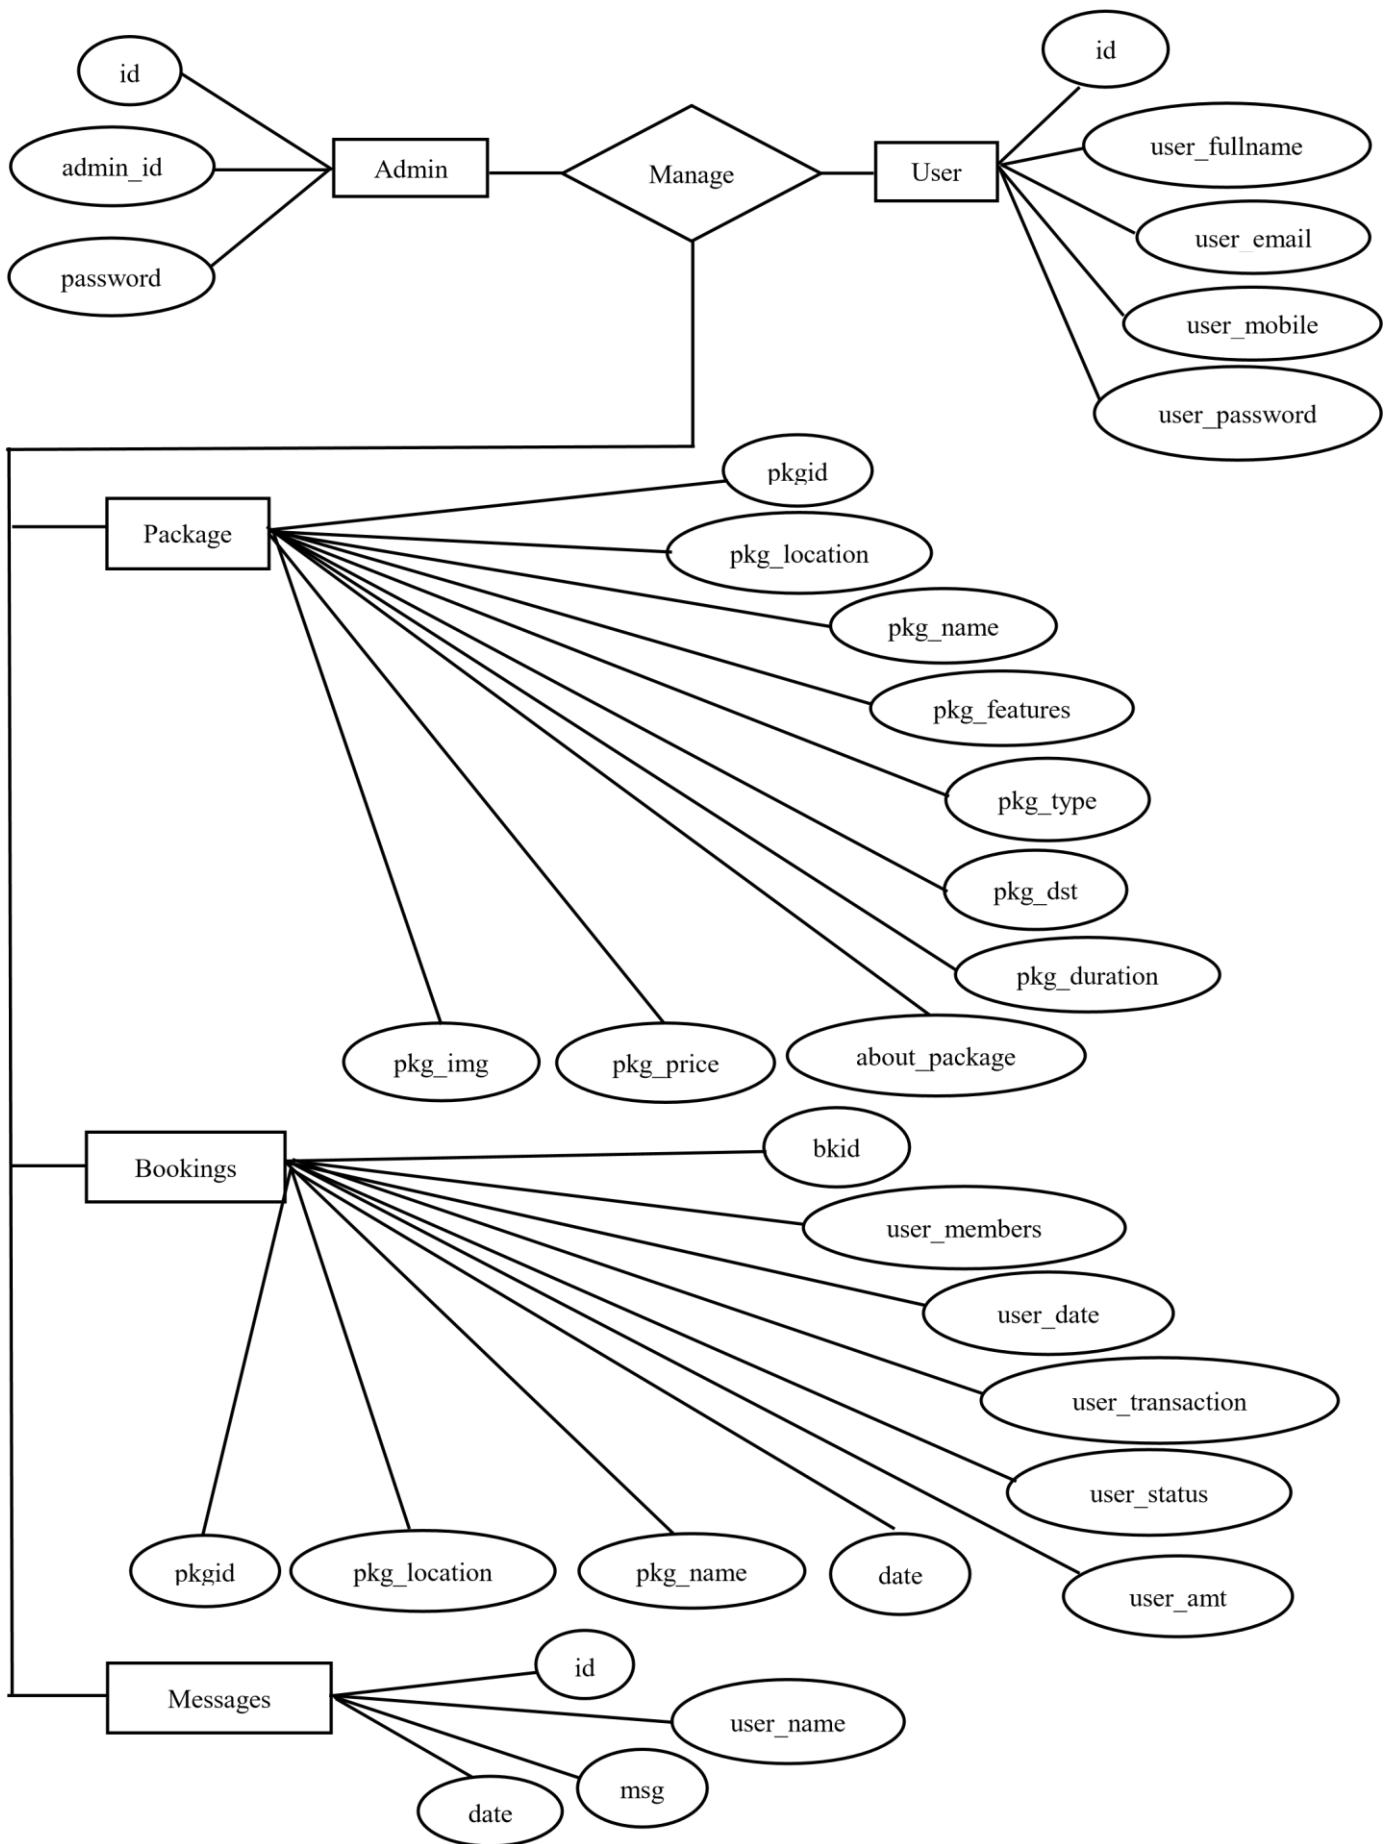 id
admin_id
password
Admin
Manage
User
id
user_fullname
user_email
user_mobile
user_password
Package
pkgid
pkg_location
pkg_name
pkg_features
pkg_type
pkg_dst
pkg_duration
about_package
pkg_price
pkg_img
Bookings
bkid
user_members
user_date
user_transaction
user_status
user_amt
date
pkg_name
pkg_location
pkgid
Messages
id
user_name
msg
date